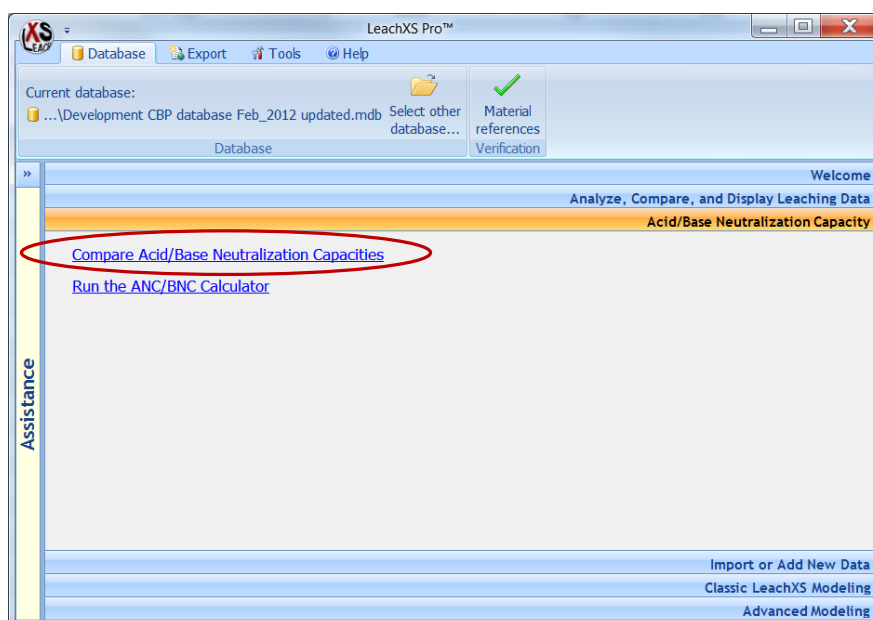 XS
LEACH
LeachXS Pro™
Database Export Tools Help
Current database:
...\Development CBP database Feb_2012 updated.mdb
Select other
database...
Database
Material
references
Verification
»
Welcome
Analyze, Compare, and Display Leaching Data
Acid/Base Neutralization Capacity
Compare Acid/Base Neutralization Capacities
Run the ANC/BNC Calculator
Assistance
Import or Add New Data
Classic LeachXS Modeling
Advanced Modeling